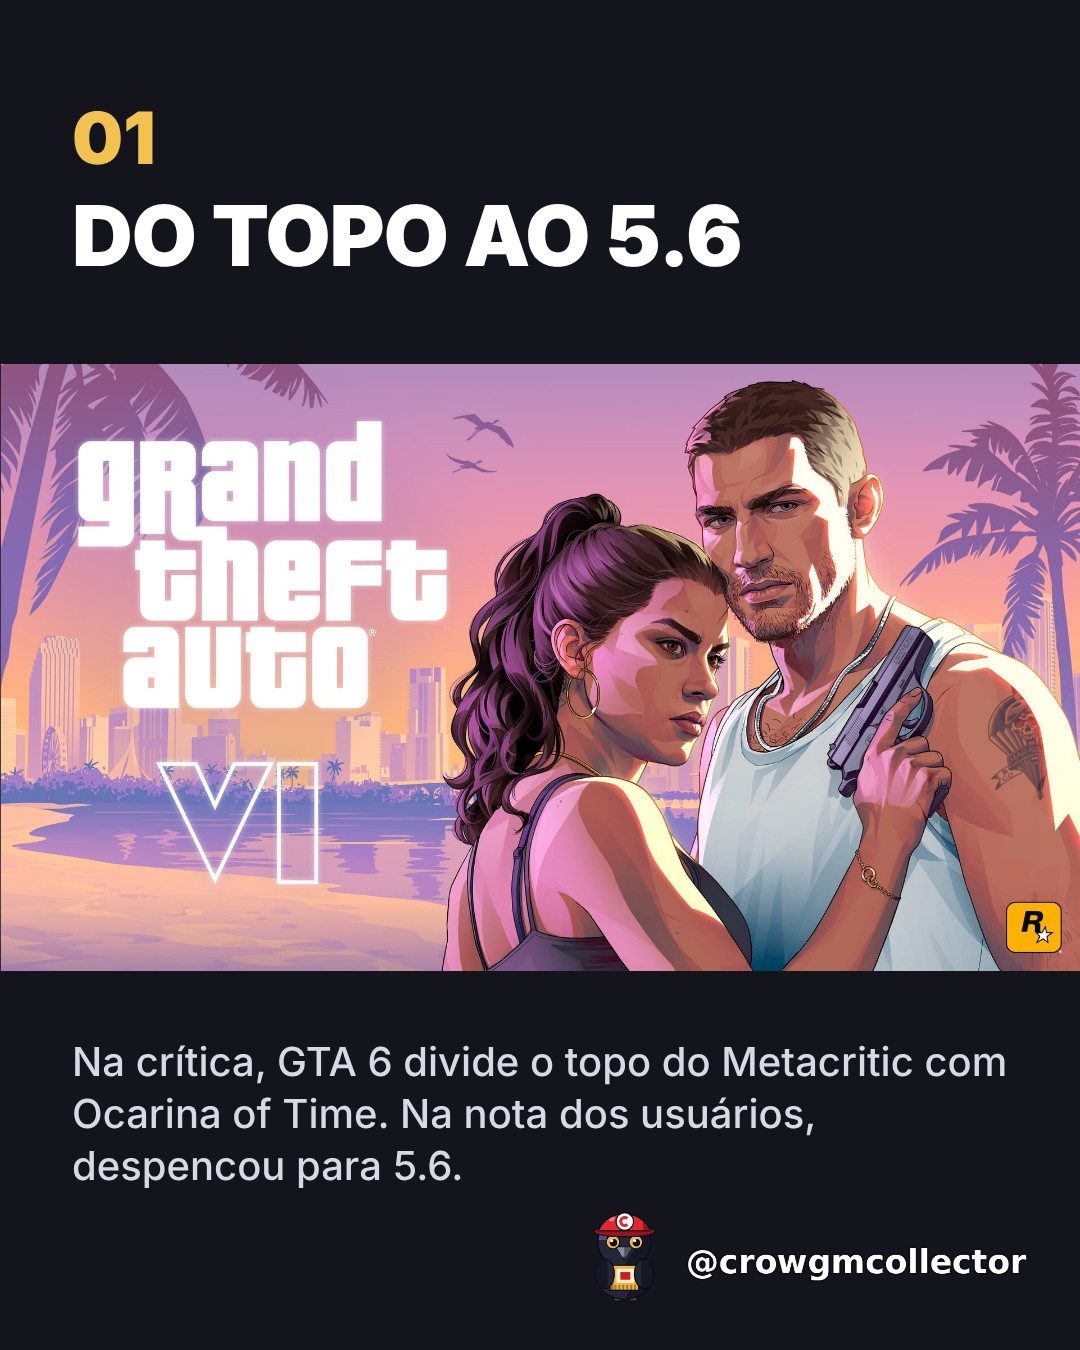 01
DO TOPO AO 5.6
grand
theft
auto®
VI
R
Na crítica, GTA 6 divide o topo do Metacritic com
Ocarina of Time. Na nota dos usuários,
despencou para 5.6.
C
@crowgmcollector